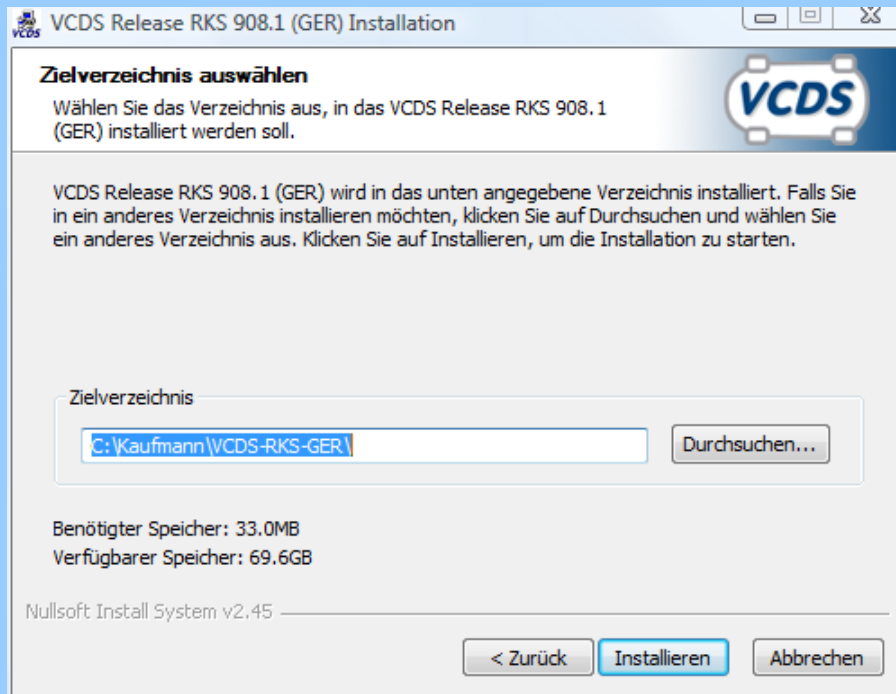 VCDS
VCDS Release RKS 908.1 (GER) Installation
Zielverzeichnis auswählen
Wählen Sie das Verzeichnis aus, in das VCDS Release RKS 908.1
(GER) installiert werden soll.
VCDS
VCDS Release RKS 908.1 (GER) wird in das unten angegebene Verzeichnis installiert. Falls Sie
in ein anderes Verzeichnis installieren möchten, klicken Sie auf Durchsuchen und wählen Sie
ein anderes Verzeichnis aus. Klicken Sie auf Installieren, um die Installation zu starten.
Zielverzeichnis
C:\Kaufmann\VCDS-RKS-GER\
Durchsuchen...
Benötigter Speicher: 33.0MB
Verfügbarer Speicher: 69.6GB
Nullsoft Install System v2.45
< Zurück
Installieren
Abbrechen